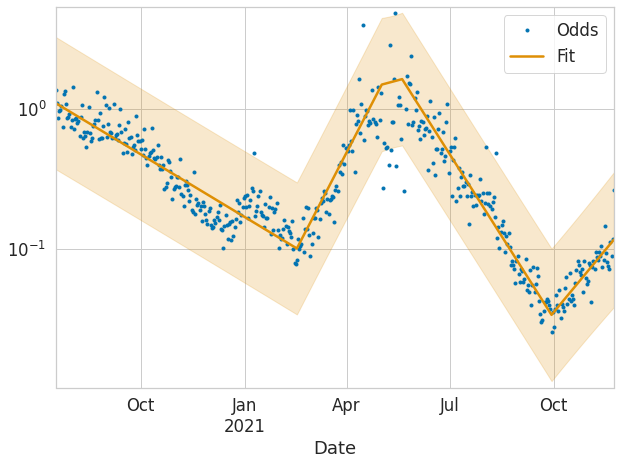 Odds
Fit
10⁰
10⁻¹
Oct
Jan
2021
Apr
Jul
Oct
Date